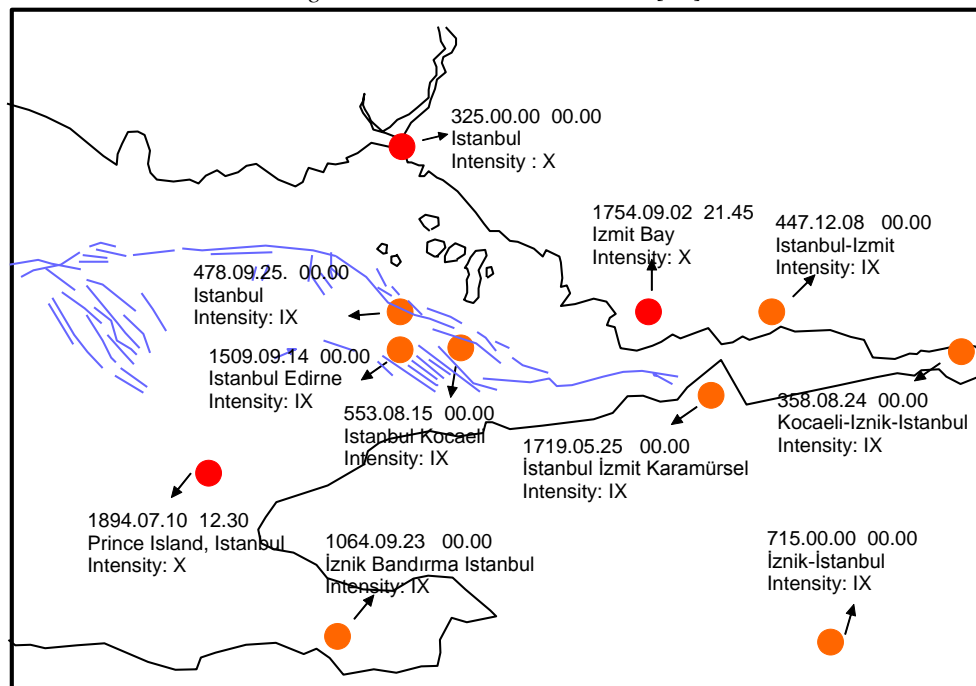 325.00.00 00.00
Istanbul
Intensity : X
1754.09.02 21.45
Izmit Bay
Intensity: X
447.12.08 00.00
Istanbul-Izmit
Intensity: IX
478.09.25. 00.00
Istanbul
Intensity: IX
1509.09.14 00.00
Istanbul Edirne
Intensity: IX
553.08.15 00.00
Istanbul Kocaeli
Intensity: IX
358.08.24 00.00
Kocaeli-Iznik-Istanbul
Intensity: IX
1719.05.25 00.00
İstanbul İzmit Karamürsel
Intensity: IX
1894.07.10 12.30
Prince Island, Istanbul
Intensity: X
1064.09.23 00.00
İznik Bandırma Istanbul
Intensity: IX
715.00.00 00.00
İznik-İstanbul
Intensity: IX